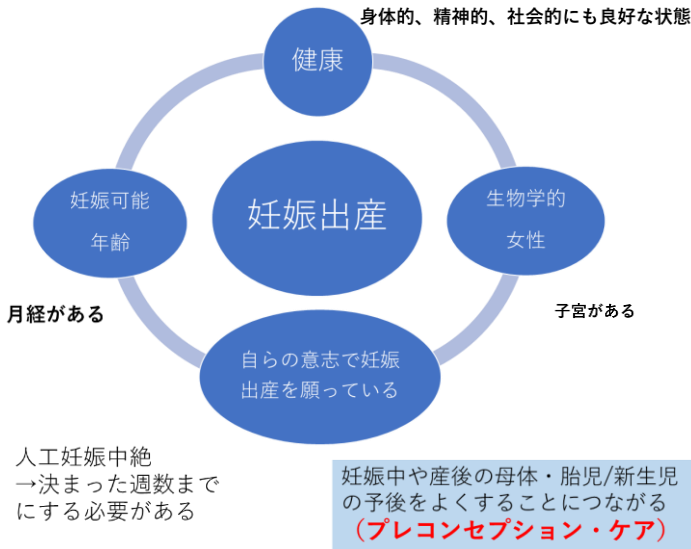 身体的、精神的、社会的にも良好な状態
健康
妊娠可能
年齢
妊娠出産
生物学的
女性
月経がある
子宮がある
自らの意志で妊娠
出産を願っている
人工妊娠中絶
→決まった週数まで
にする必要がある
妊娠中や産後の母体・胎児/新生児
の予後をよくすることにつながる
（プレコンセプション・ケア）